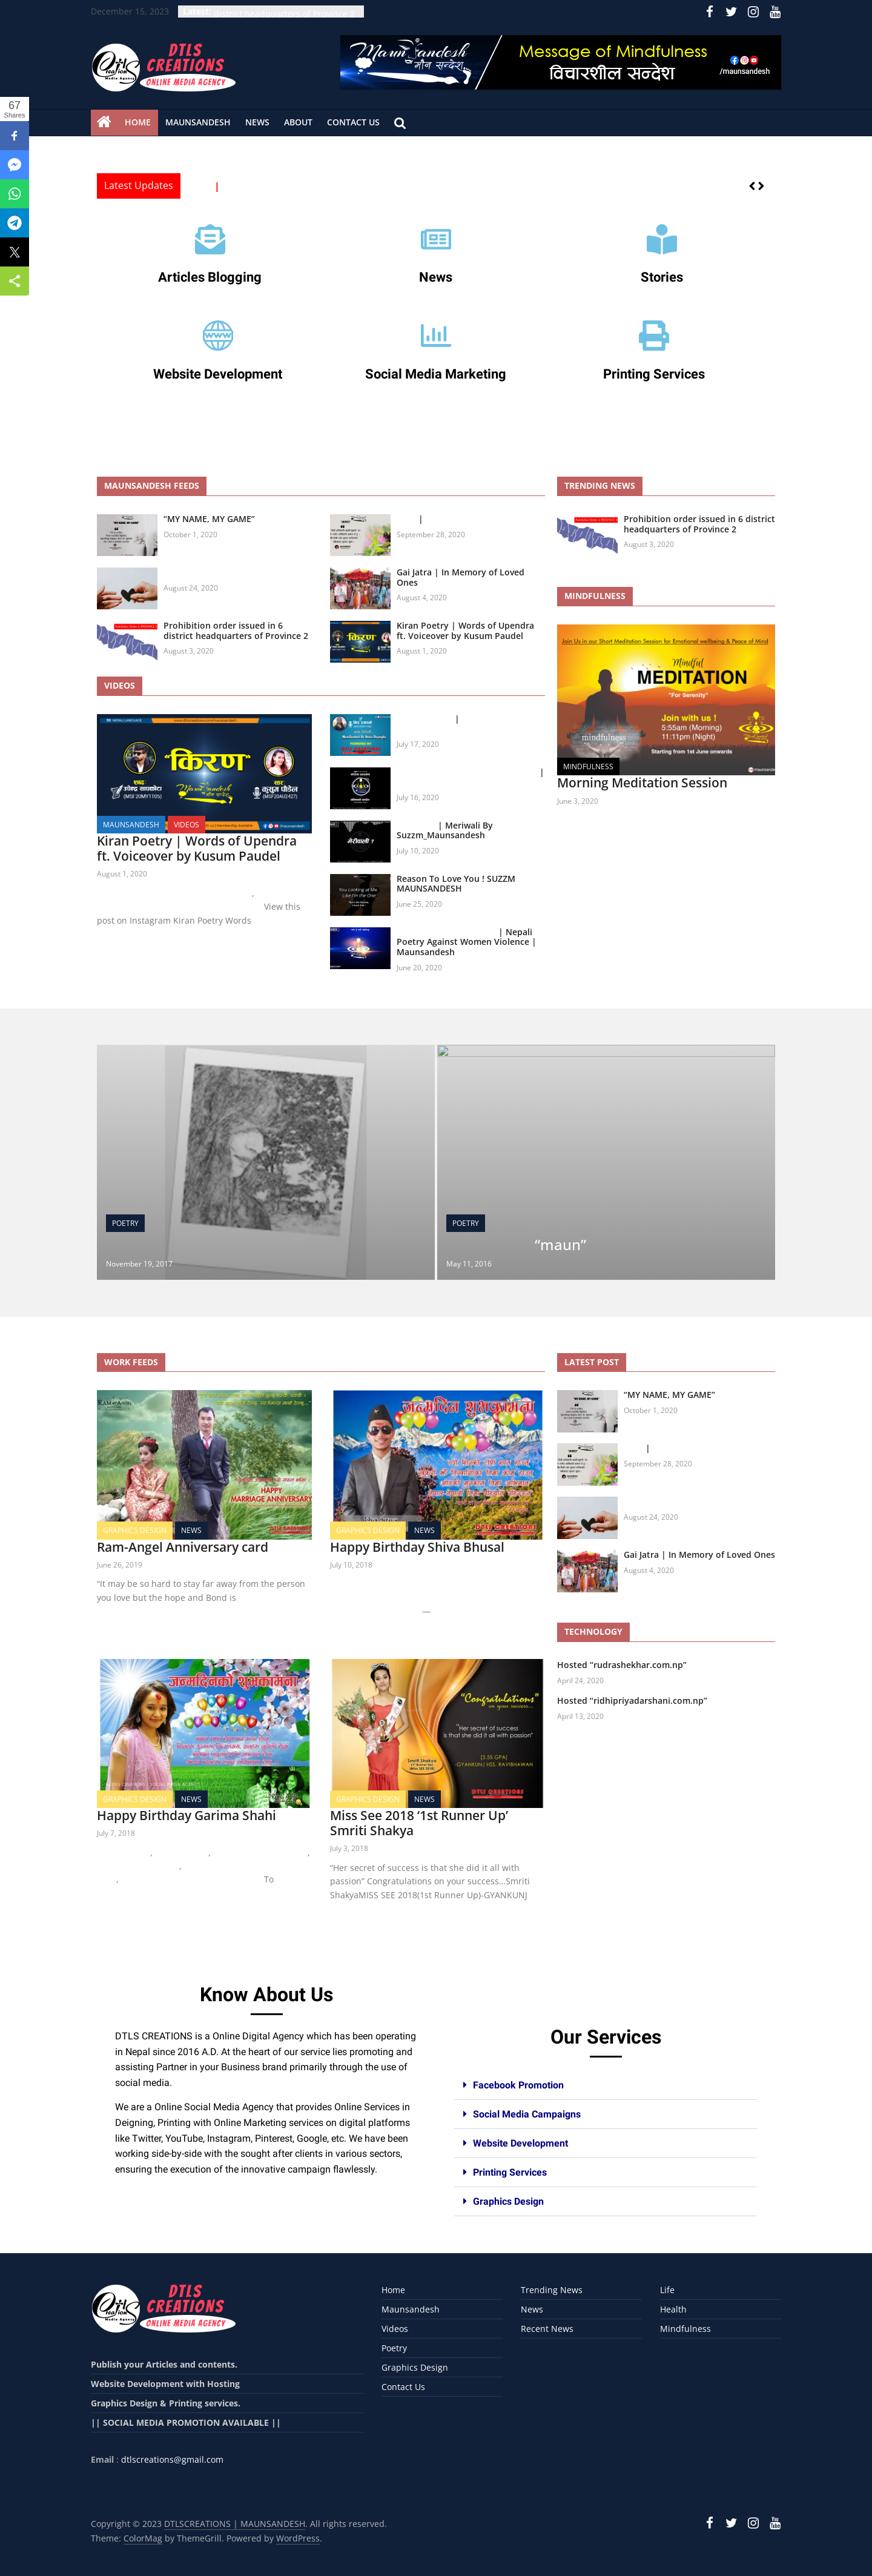 December 15, 2023
Latest:
DTLS
CREATIONS
ONLINE MEDIA AGENCY
Maunsandesh
Message of Mindfulness
विचारशील सन्देश
/maunsandesh
67
Shares
HOME
MAUNSANDESH
NEWS
ABOUT
CONTACT US
Latest Updates
|
Articles Blogging
News
Stories
Website Development
Social Media Marketing
Printing Services
MAUNSANDESH FEEDS
“MY NAME, MY GAME”
October 1, 2020
|
September 28, 2020
August 24, 2020
Gai Jatra | In Memory of Loved
Ones
August 4, 2020
Prohibition order issued in 6
district headquarters of Province 2
August 3, 2020
Kiran Poetry | Words of Upendra
ft. Voiceover by Kusum Paudel
August 1, 2020
TRENDING NEWS
Prohibition order issued in 6 district
headquarters of Province 2
August 3, 2020
MINDFULNESS
Join Us in our Short Meditation Session for Emotional wellbeing & Peace of Mind
Mindful
MEDITATION
"For Serenity"
Join with us !
5:55am(Morning)
11:11pm(Night)
Starting from 1st June onwards
mindfulness
MINDFULNESS
Morning Meditation Session
June 3, 2020
VIDEOS
किरण
MAUNSANDESH
VIDEOS
Kiran Poetry | Words of Upendra
ft. Voiceover by Kusum Paudel
August 1, 2020
,
View this
post on Instagram Kiran Poetry Words
|
July 17, 2020
|
July 16, 2020
| Meriwali By
Suzzm_Maunsandesh
July 10, 2020
Reason To Love You ! SUZZM
MAUNSANDESH
June 25, 2020
| Nepali
Poetry Against Women Violence |
Maunsandesh
June 20, 2020
POETRY
November 19, 2017
POETRY
“maun”
May 11, 2016
WORK FEEDS
HAPPY
MARRIAGE ANNIVERSARY
GRAPHICS DESIGN
NEWS
Ram-Angel Anniversary card
June 26, 2019
“It may be so hard to stay far away from the person
you love but the hope and Bond is
जन्मदिन शुभकामना
GRAPHICS DESIGN
NEWS
Happy Birthday Shiva Bhusal
July 10, 2018
—
जन्मदिनको शुभकामना
GRAPHICS DESIGN
NEWS
Happy Birthday Garima Shahi
July 7, 2018
, , ,
,
, To
"Congratulations"
"Her secret of success
is that she did it all with passion"
GRAPHICS DESIGN
NEWS
Miss See 2018 ‘1st Runner Up’
Smriti Shakya
July 3, 2018
“Her secret of success is that she did it all with
passion” Congratulations on your success...Smriti
ShakyaMISS SEE 2018(1st Runner Up)-GYANKUNJ
LATEST POST
“MY NAME, MY GAME”
October 1, 2020
|
September 28, 2020
August 24, 2020
Gai Jatra | In Memory of Loved Ones
August 4, 2020
TECHNOLOGY
Hosted “rudrashekhar.com.np”
April 24, 2020
Hosted “ridhipriyadarshani.com.np”
April 13, 2020
Know About Us
DTLS CREATIONS is a Online Digital Agency which has been operating
in Nepal since 2016 A.D. At the heart of our service lies promoting and
assisting Partner in your Business brand primarily through the use of
social media.
We are a Online Social Media Agency that provides Online Services in
Deigning, Printing with Online Marketing services on digital platforms
like Twitter, YouTube, Instagram, Pinterest, Google, etc. We have been
working side-by-side with the sought after clients in various sectors,
ensuring the execution of the innovative campaign flawlessly.
Our Services
Facebook Promotion
Social Media Campaigns
Website Development
Printing Services
Graphics Design
DTLS
CREATIONS
ONLINE MEDIA AGENCY
Publish your Articles and contents.
Website Development with Hosting
Graphics Design & Printing services.
|| SOCIAL MEDIA PROMOTION AVAILABLE ||
Email : dtlscreations@gmail.com
Home
Maunsandesh
Videos
Poetry
Graphics Design
Contact Us
Trending News
News
Recent News
Life
Health
Mindfulness
Copyright © 2023 DTLSCREATIONS | MAUNSANDESH. All rights reserved.
Theme: ColorMag by ThemeGrill. Powered by WordPress.